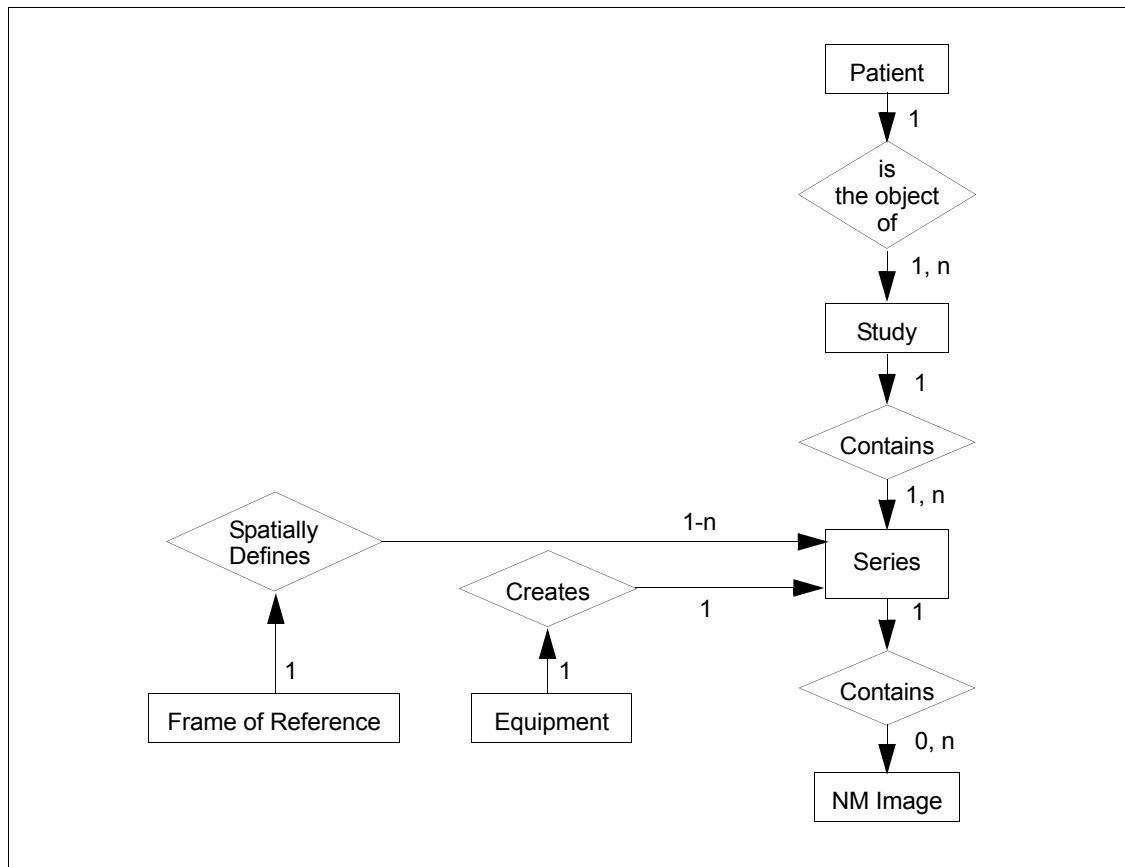 Patient
1
is
the object
of
1, n
Study
1
Contains
1, n
Spatially
Defines
1-n
Series
Creates
1
1
1
Frame of Reference
1
Equipment
Contains
0, n
NM Image